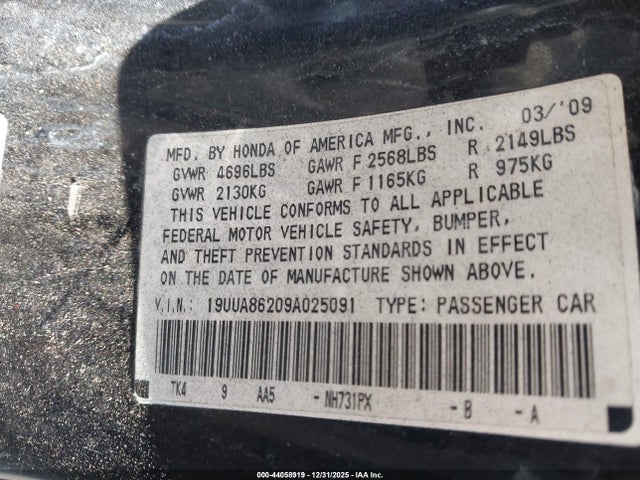 03/'09
MFD. BY HONDA OF AMERICA MFG., INC.
GVWR 4696LBS GAWR F 2568LBS R 2149LBS
GVWR 2130KG GAWR F 1165KG R 975KG
THIS VEHICLE CONFORMS TO ALL APPLICABLE
FEDERAL MOTOR VEHICLE SAFETY, BUMPER,
AND THEFT PREVENTION STANDARDS IN EFFECT
ON THE DATE OF MANUFACTURE SHOWN ABOVE.
V.I.N.: 19UUA86209A025091 TYPE: PASSENGER CAR
TK4 9 AA5 -NH731PX -B -A
000-44058919 - 12/31/2025 - IAA Inc.